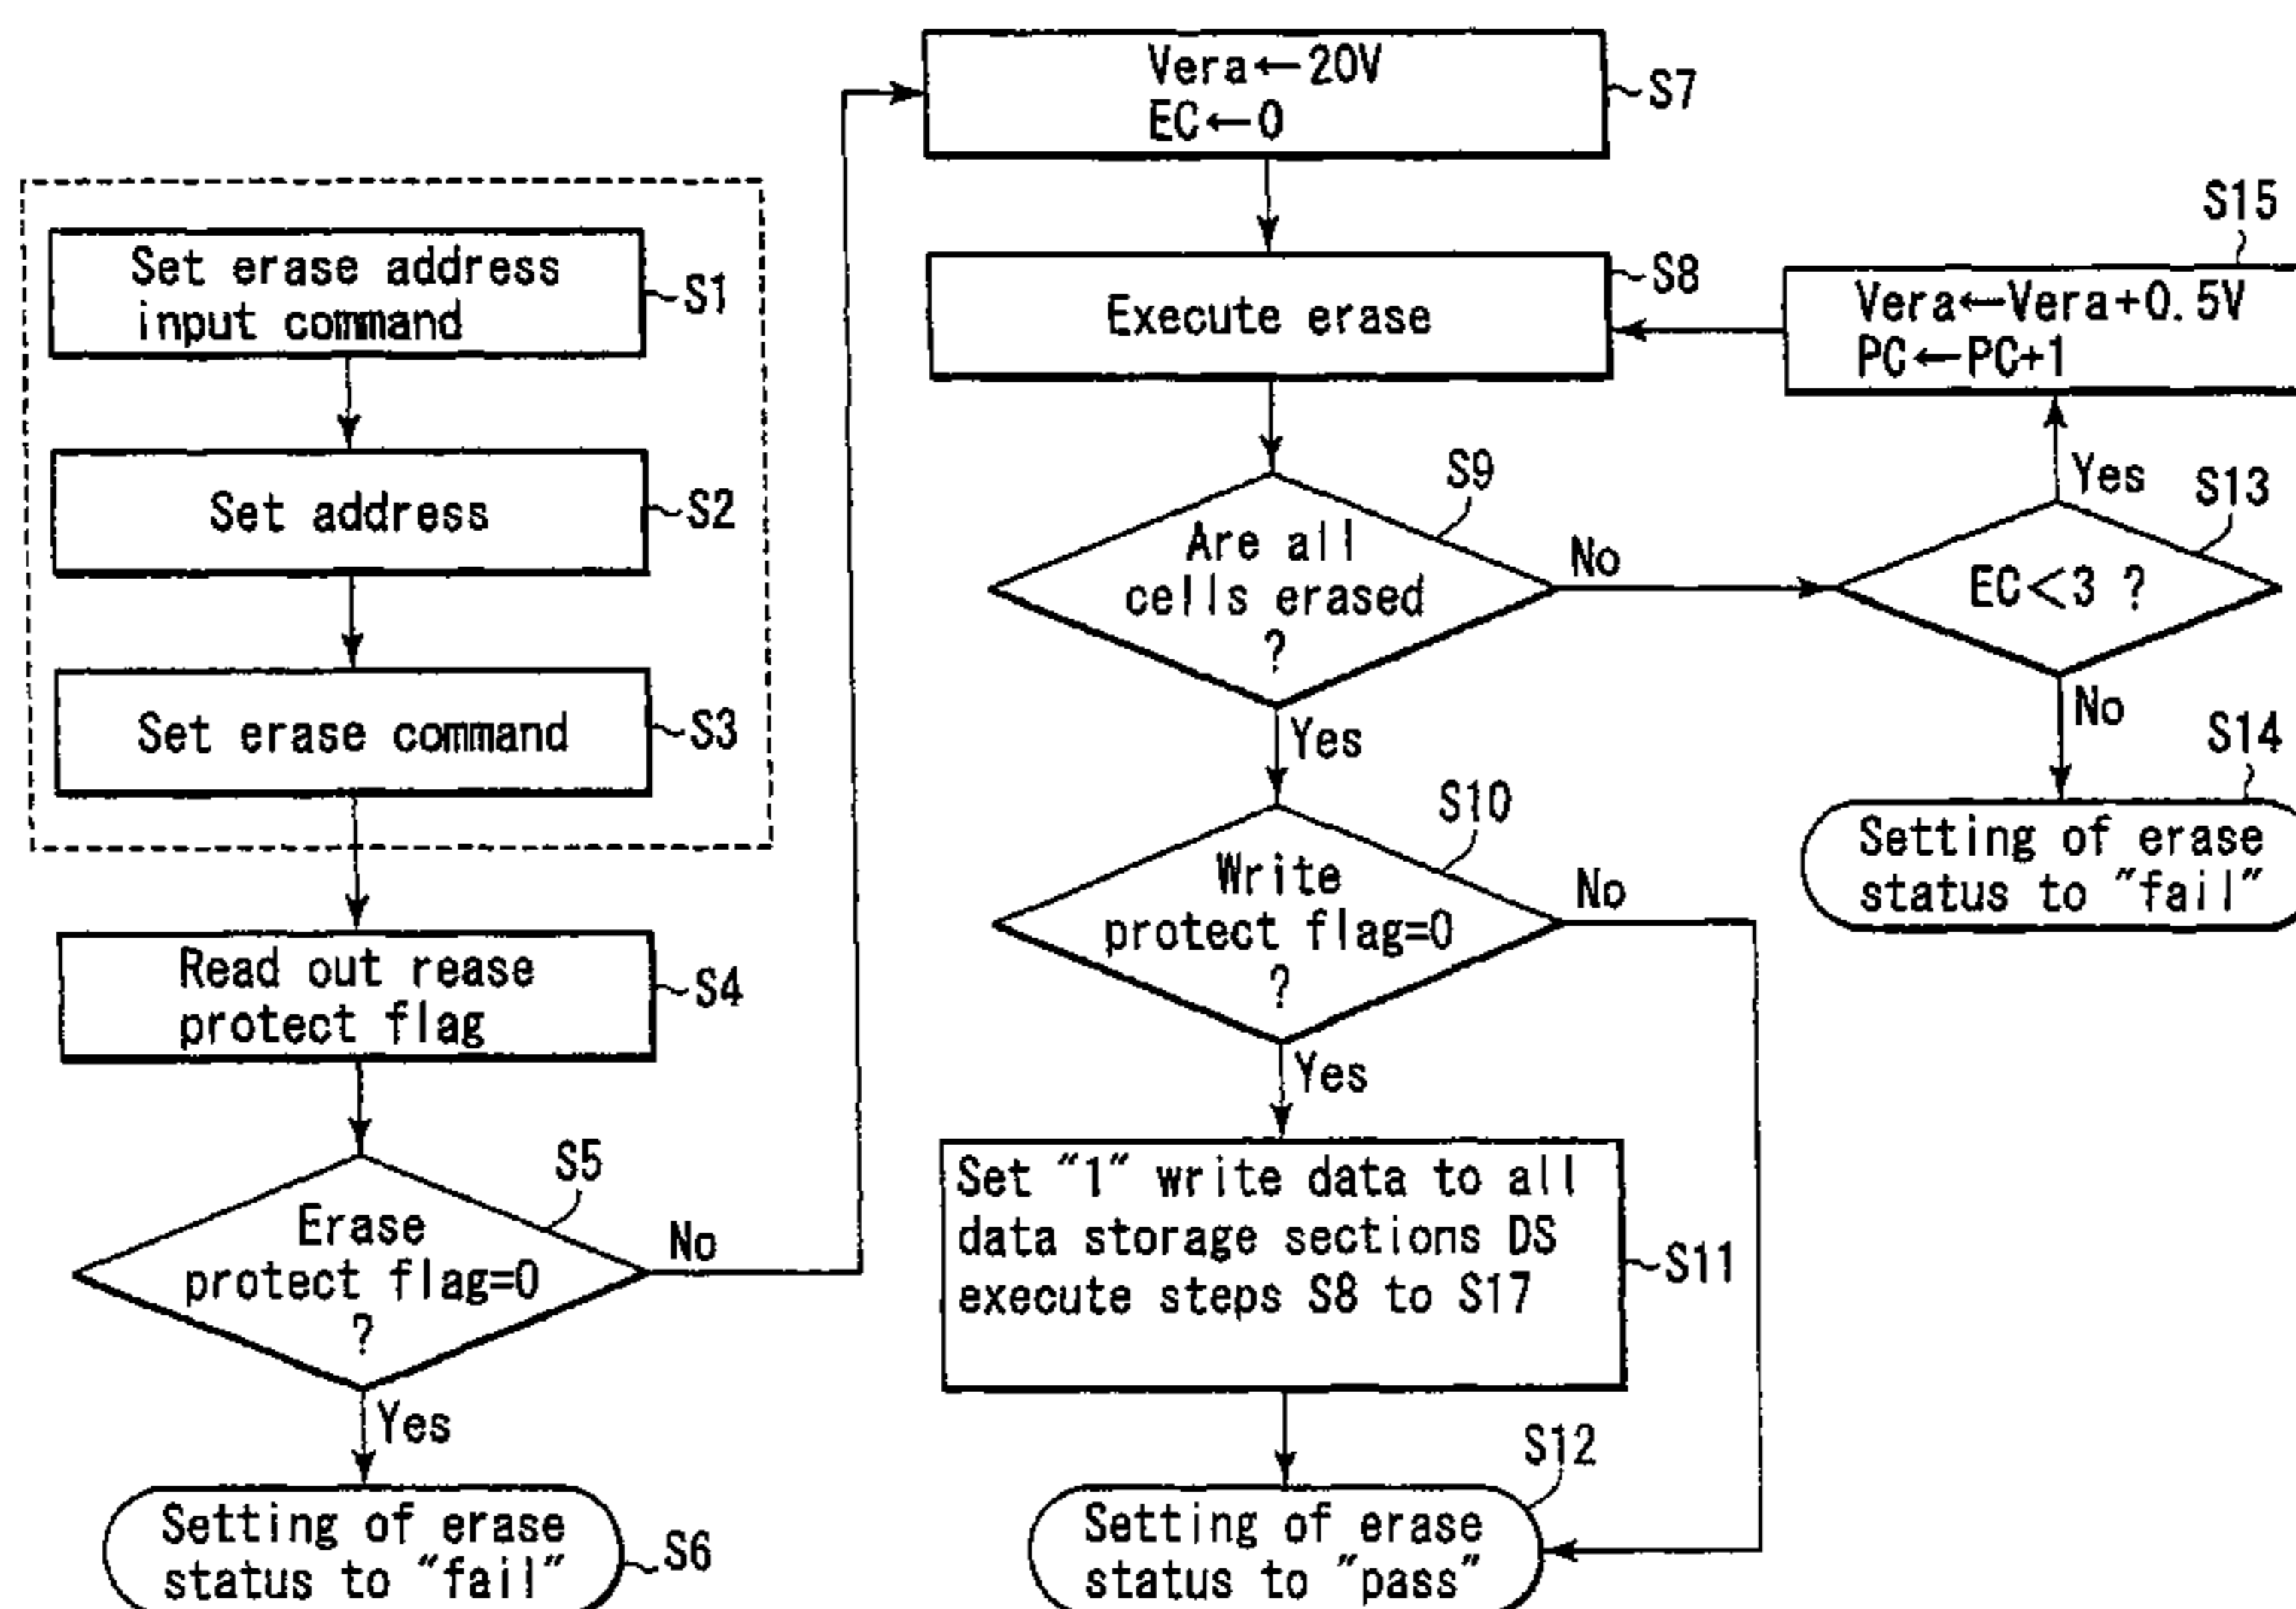 Set erase address
input command
S1
Set address
S2
Set erase command
S3
Read out rease
protect flag
S4
Erase
protect flag=0
?
S5
No
Yes
Setting of erase
status to "fail"
S6
Vera←20V
EC←0
S7
Execute erase
S8
Are all
cells erased
?
S9
No
Yes
Write
protect flag=0
?
S10
No
Yes
Set "1" write data to all
data storage sections DS
execute steps S8 to S17
S11
Setting of erase
status to "pass"
S12
EC<3 ?
S13
Yes
No
Setting of erase
status to "fail"
S14
Vera←Vera+0.5V
PC←PC+1
S15